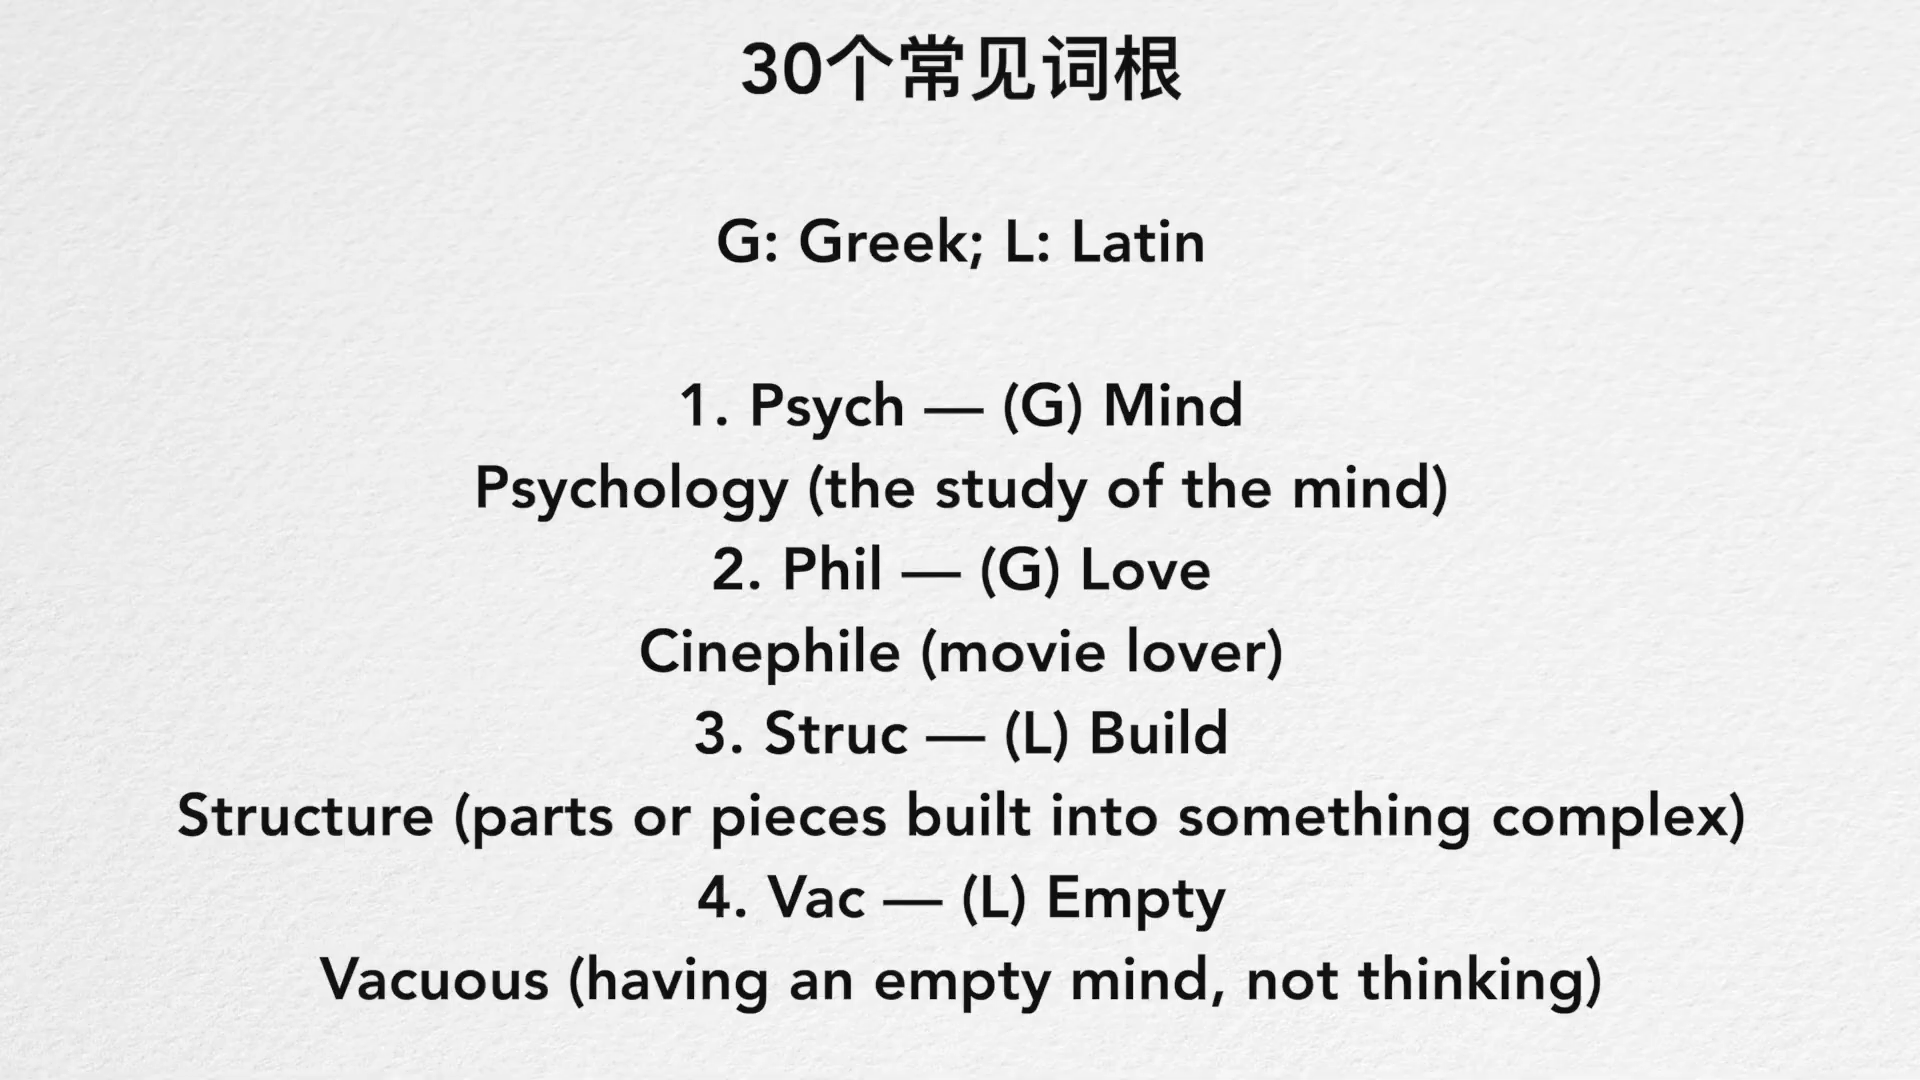 30个常见词根
G: Greek; L: Latin
1. Psych — (G) Mind
Psychology (the study of the mind)
2. Phil — (G) Love
Cinephile (movie lover)
3. Struc — (L) Build
Structure (parts or pieces built into something complex)
4. Vac — (L) Empty
Vacuous (having an empty mind, not thinking)